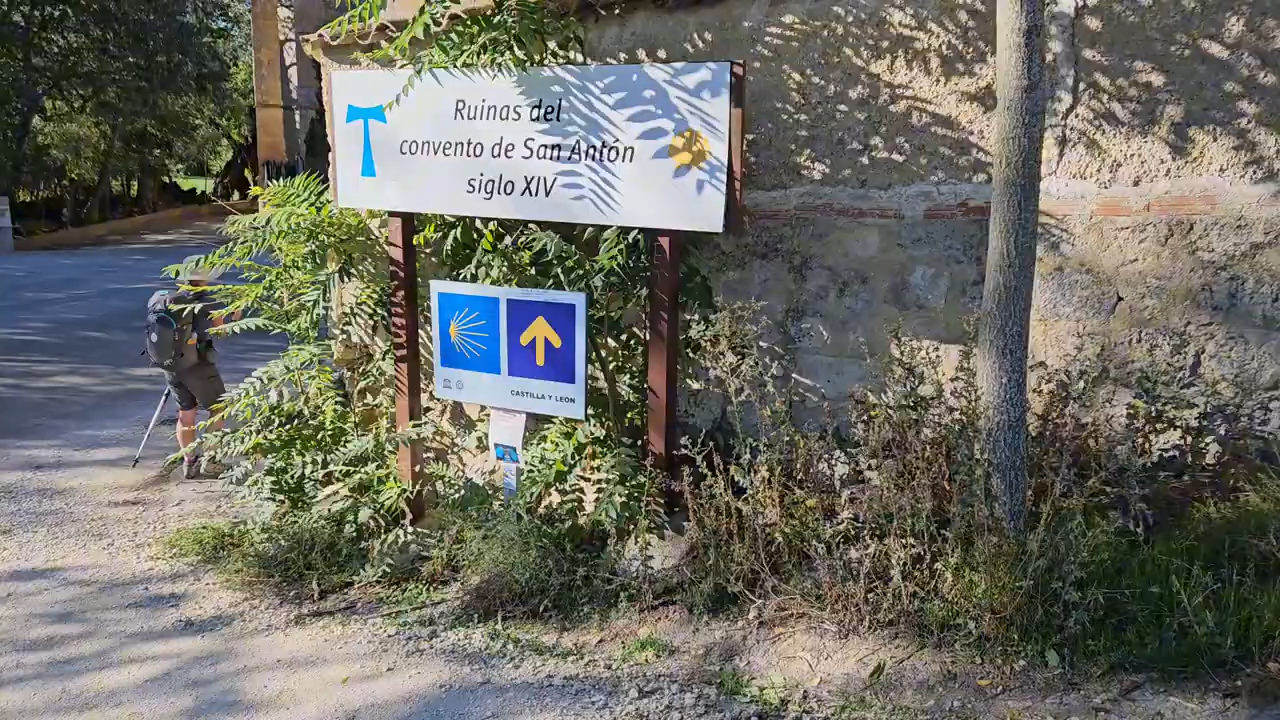 Ruinas del
convento de San Antón
siglo XIV
CASTILLA Y LEÓN